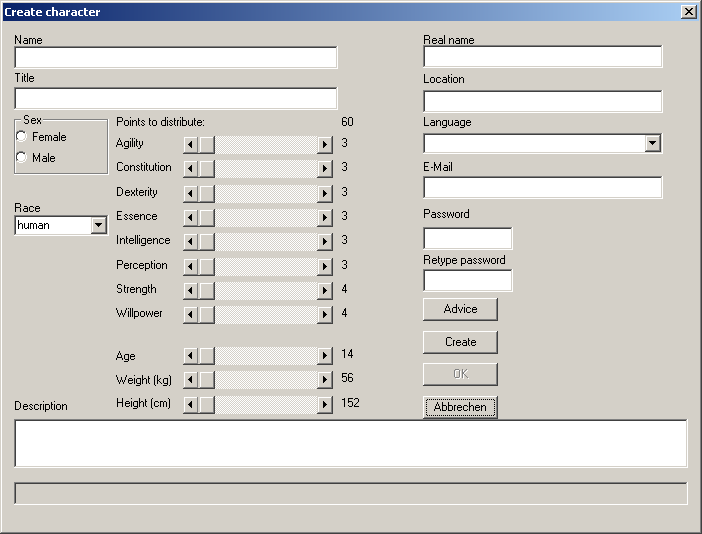 Create character
Name
Real name
Title
Location
Sex
Female
Male
Points to distribute: 60
Agility 3
Constitution 3
Dexterity 3
Essence 3
Intelligence 3
Perception 3
Strength 4
Willpower 4
Age 14
Weight (kg) 56
Height (cm) 152
Race
human
Language
E-Mail
Password
Retype password
Advice
Create
OK
Abbrechen
Description